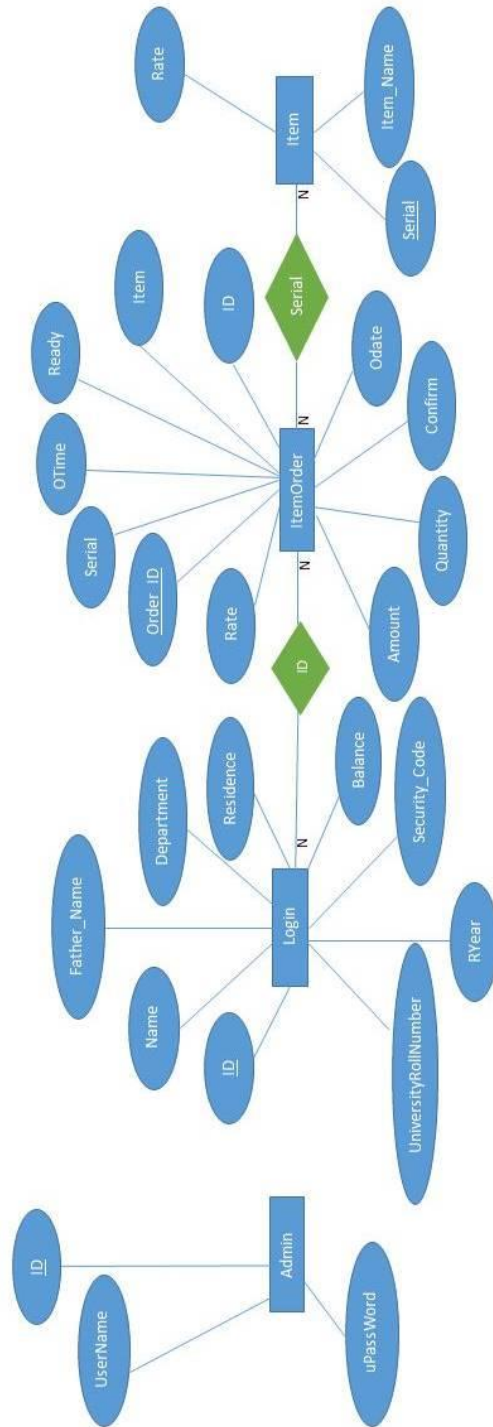 ID
UserName
Admin
uPassWord
Father_Name
Name
Department
ID
Residence
Login
N
Balance
Security_Code
UniversityRollNumber
RYear
ID
N
Serial
OTime
Ready
Order_ID
Item
Rate
ID
ItemOrder
N
Odate
Amount
Confirm
Quantity
Serial
N
Rate
Item
Serial
Item_Name